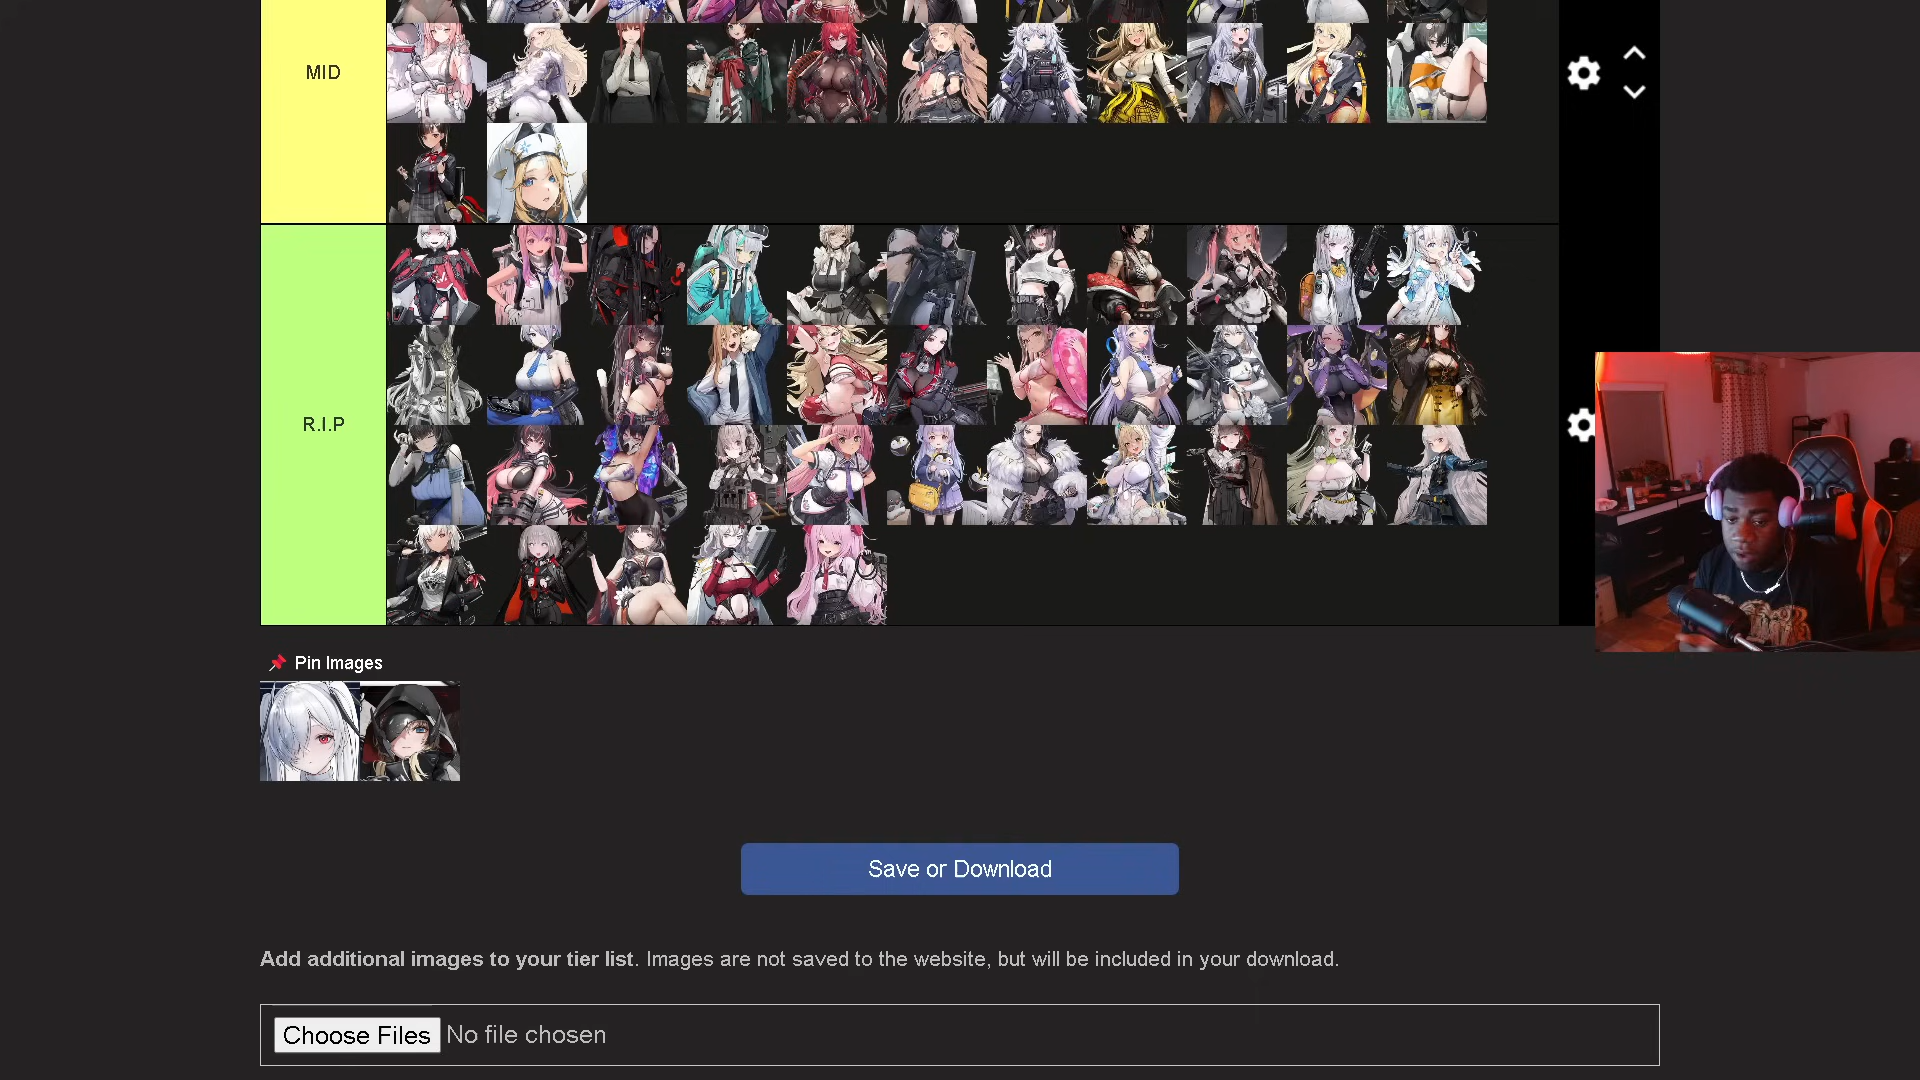 MID
R.I.P
Pin Images
Save or Download
Add additional images to your tier list. Images are not saved to the website, but will be included in your download.
Choose Files No file chosen